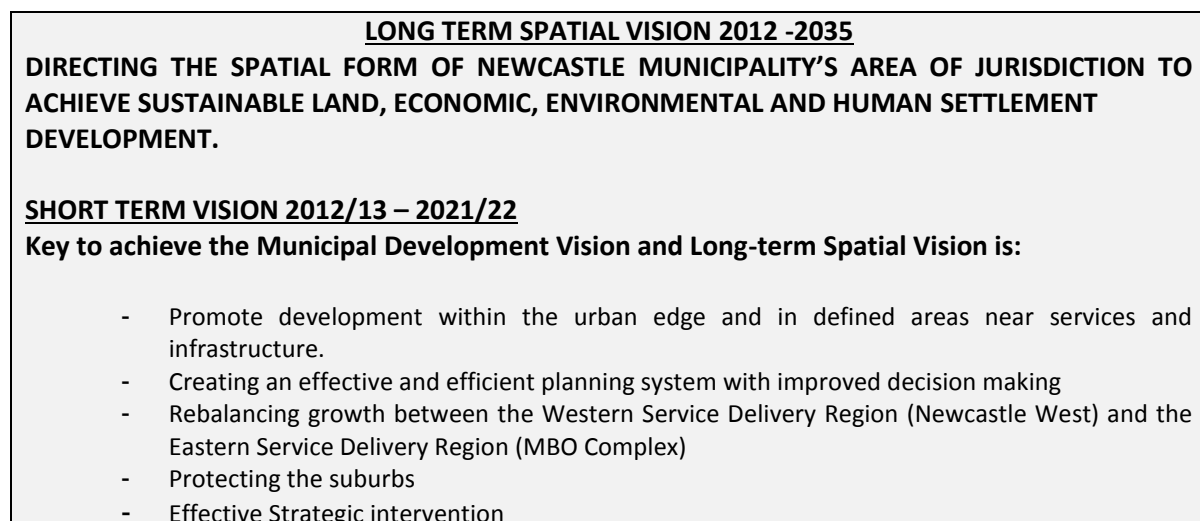 LONG TERM SPATIAL VISION 2012 -2035
DIRECTING THE SPATIAL FORM OF NEWCASTLE MUNICIPALITY’S AREA OF JURISDICTION TO
ACHIEVE SUSTAINABLE LAND, ECONOMIC, ENVIRONMENTAL AND HUMAN SETTLEMENT
DEVELOPMENT.
SHORT TERM VISION 2012/13 – 2021/22
Key to achieve the Municipal Development Vision and Long-term Spatial Vision is:
- Promote development within the urban edge and in defined areas near services and
infrastructure.
- Creating an effective and efficient planning system with improved decision making
- Rebalancing growth between the Western Service Delivery Region (Newcastle West) and the
Eastern Service Delivery Region (MBO Complex)
- Protecting the suburbs
- Effective Strategic intervention